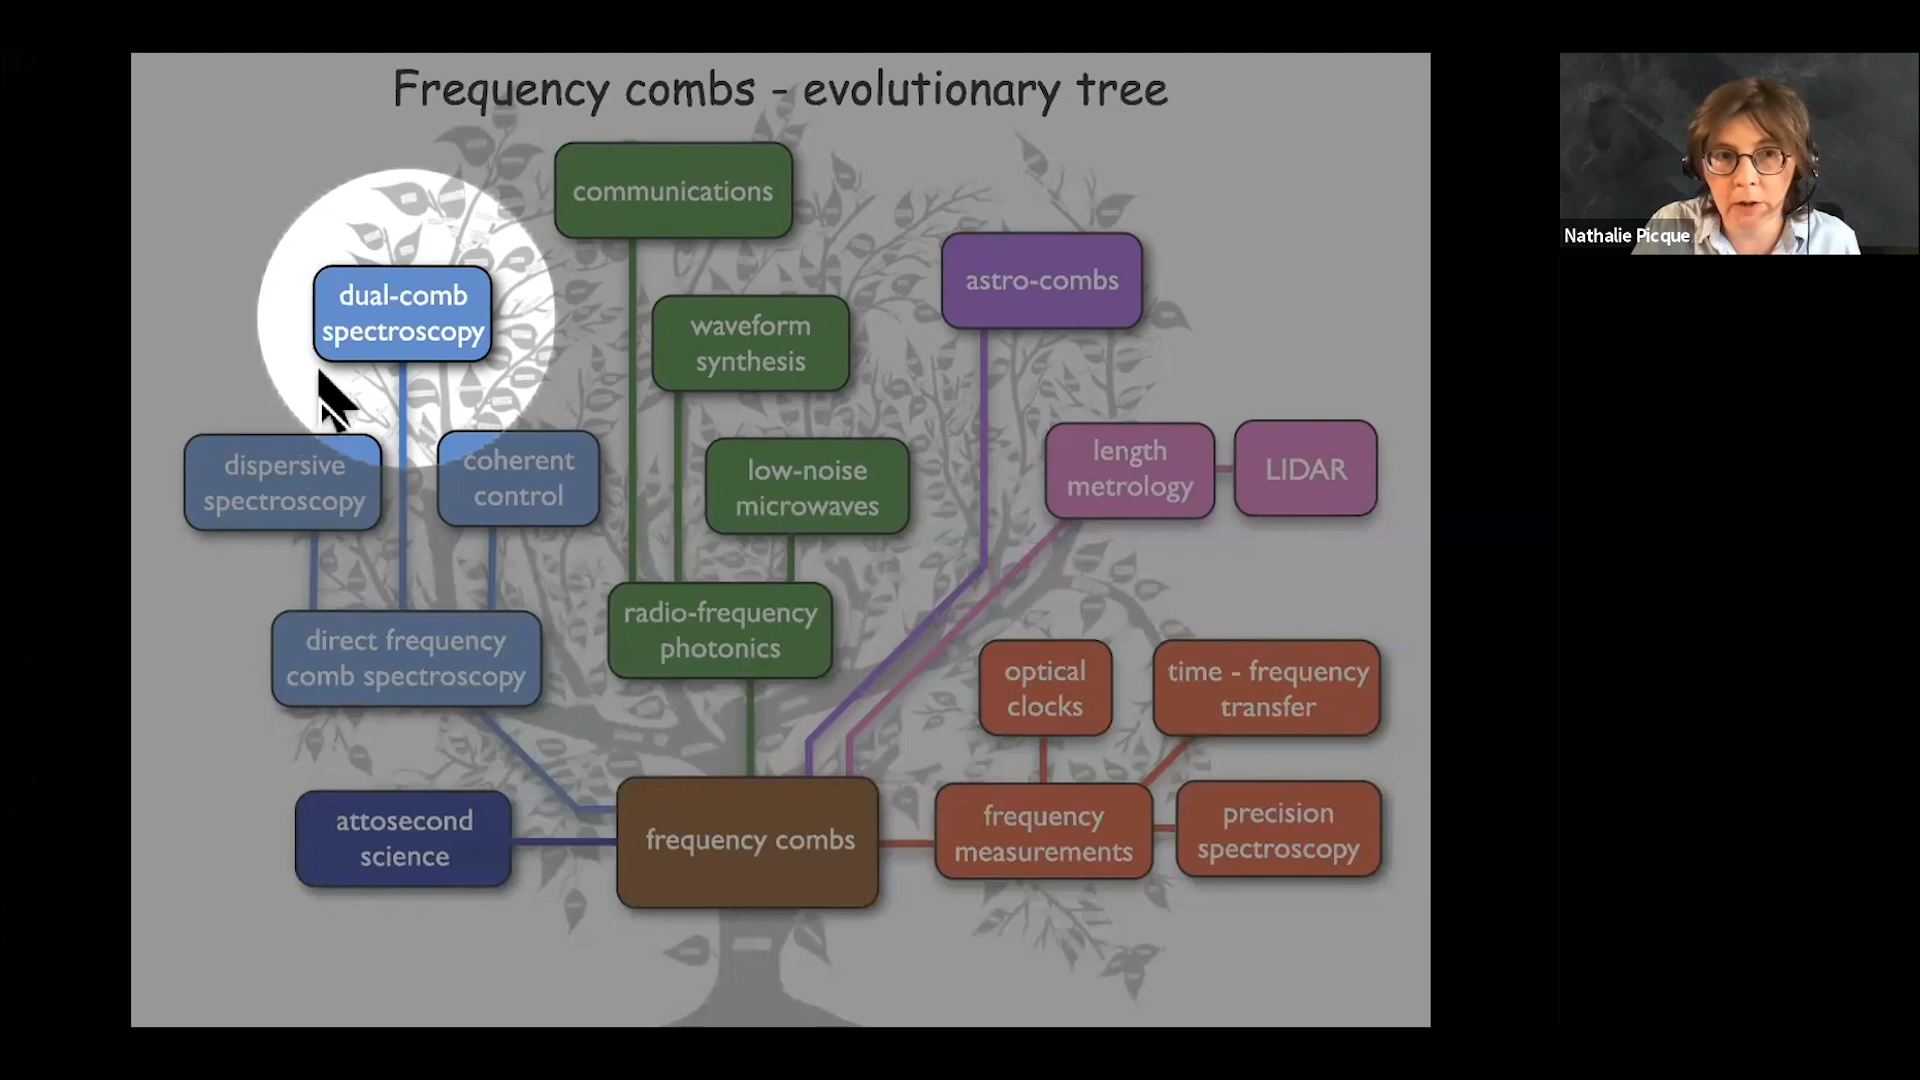 Frequency combs - evolutionary tree
communications
dual-comb
spectroscopy
waveform
synthesis
astro-combs
dispersive
spectroscopy
coherent
control
low-noise
microwaves
length
metrology
LIDAR
direct frequency
comb spectroscopy
radio-frequency
photonics
optical
clocks
time - frequency
transfer
attosecond
science
frequency combs
frequency
measurements
precision
spectroscopy
Nathalie Picque